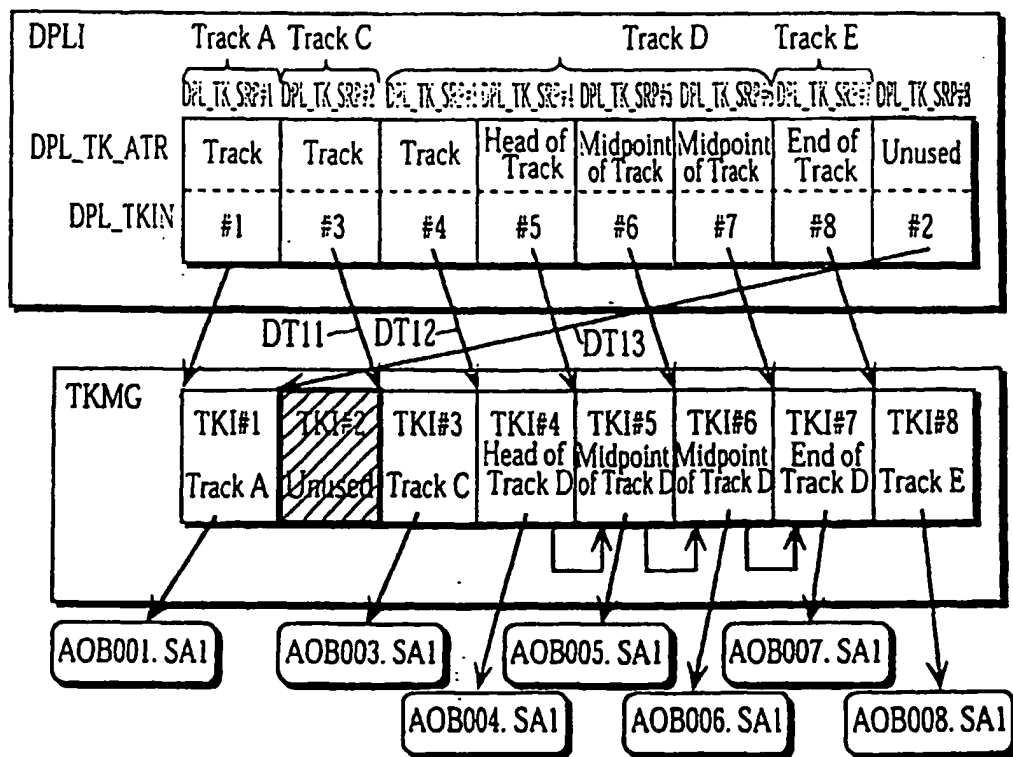 DPLI
Track A Track C Track D Track E
DPL_TK_SRP#1 DPL_TK_SRP#2 DPL_TK_SRP#5 DPL_TK_SRP#8
DPL_TK_ATR
Track Track Track Head of Track Midpoint of Track Midpoint of Track End of Track Unused
DPL_TKIN
#1 #3 #4 #5 #6 #7 #8 #2
DT11 DT12 DT13
TKMG
TKI#1 TKI#2 TKI#3 TKI#4 TKI#5 TKI#6 TKI#7 TKI#8
Head of Midpoint Midpoint End of
Track A Unused Track C Track D of Track D of Track D Track D Track E
AOB001. SA1 AOB003. SA1 AOB005. SA1 AOB007. SA1
AOB004. SA1 AOB006. SA1 AOB008. SA1